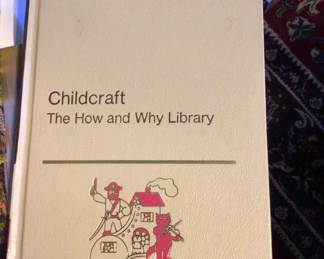 Childcraft
The How and Why Library